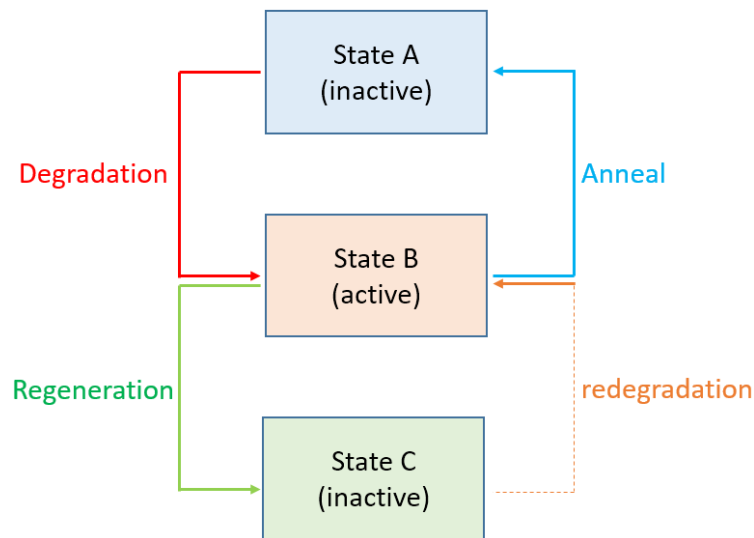 State A
(inactive)
Degradation
Anneal
State B
(active)
Regeneration
redegradation
State C
(inactive)